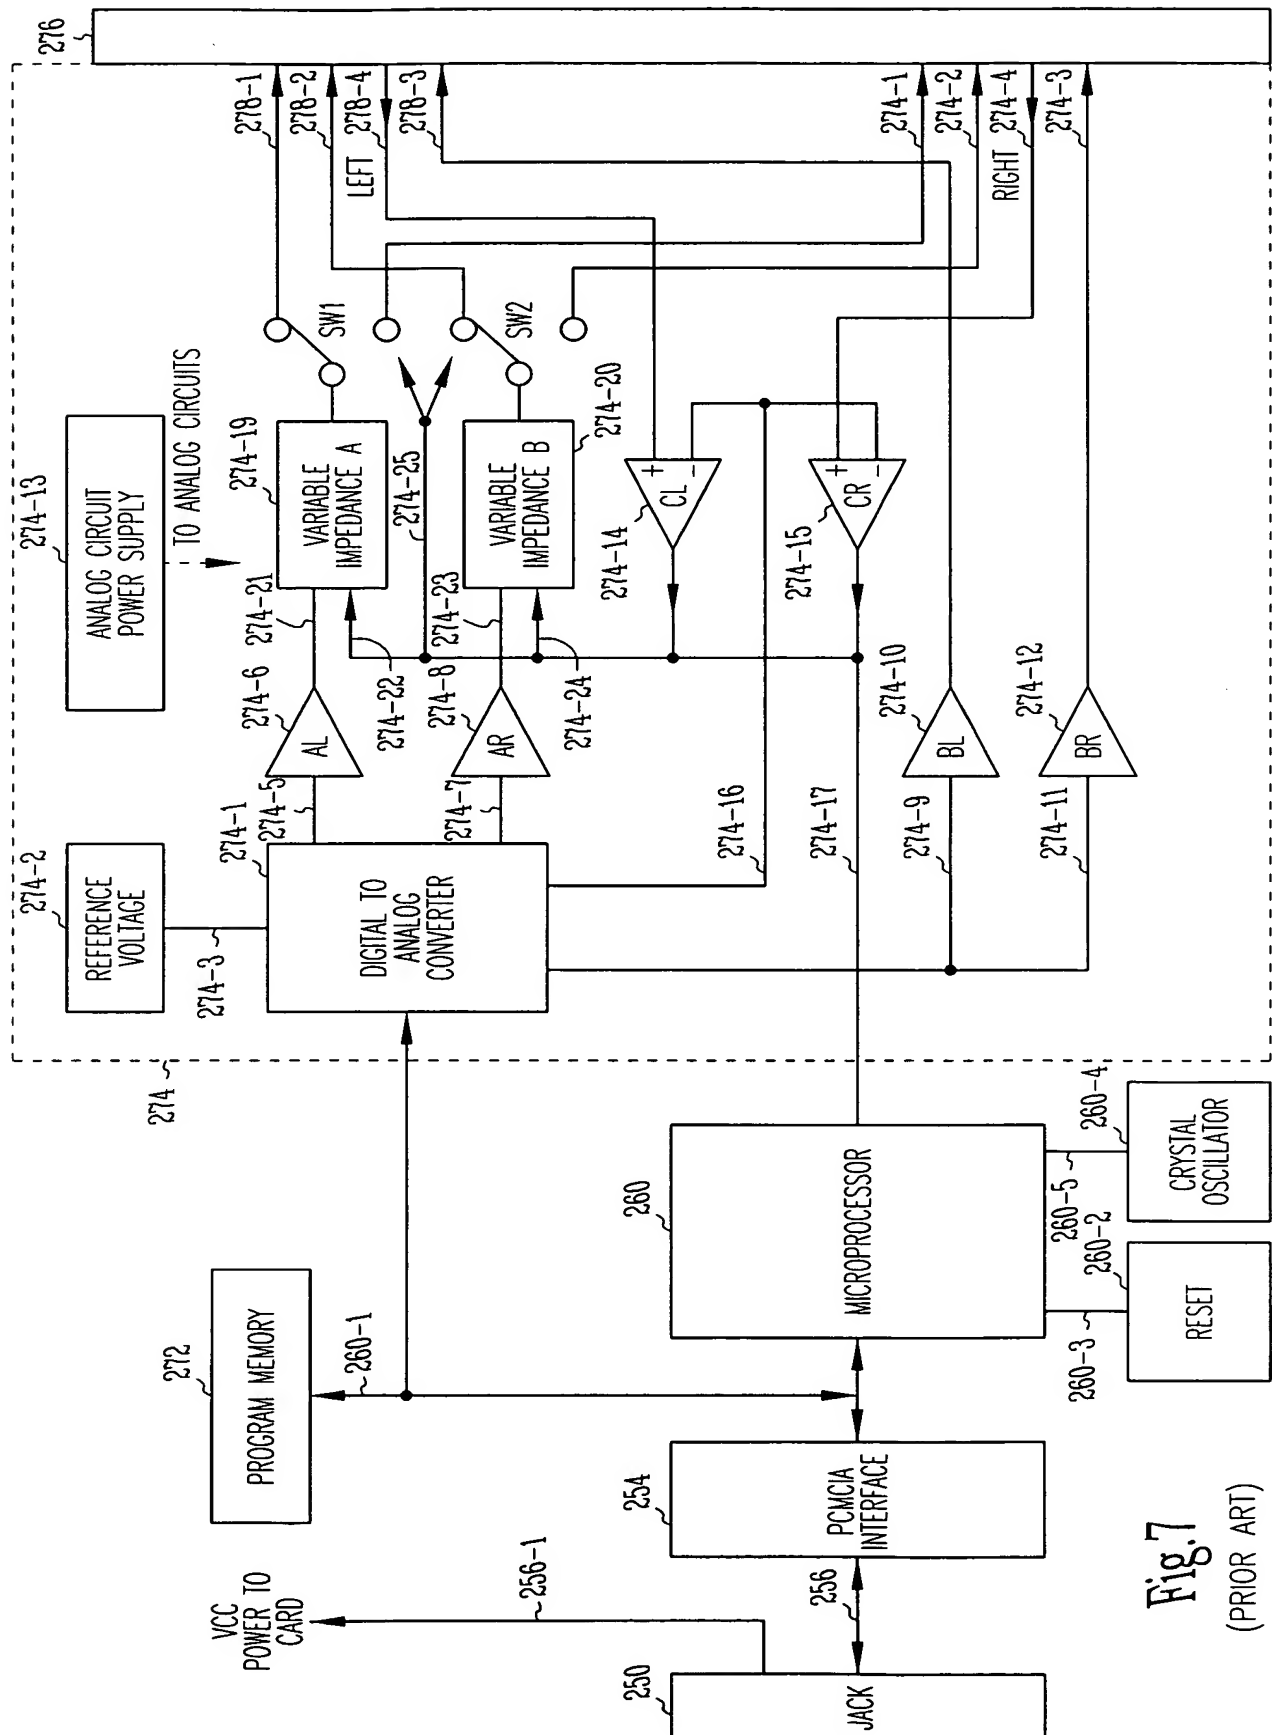 276
278-1
278-2
278-4
278-3
LEFT
274-1
274-2
274-4
274-3
RIGHT
SW1
SW2
274-13
ANALOG CIRCUIT
POWER SUPPLY
TO ANALOG CIRCUITS
274-19
VARIABLE
IMPEDANCE A
274-25
274-20
VARIABLE
IMPEDANCE B
274-21
274-22
274-23
274-24
274-6
AL
274-8
AR
+
-
CL
274-14
+
-
CR
274-15
274-10
BL
274-12
BR
274-2
REFERENCE
VOLTAGE
274-3
274-1
274-5
274-7
DIGITAL TO
ANALOG
CONVERTER
274-16
274-17
274-9
274-11
274
272
PROGRAM MEMORY
260-1
260
MICROPROCESSOR
260-5
260-4
CRYSTAL
OSCILLATOR
260-3
260-2
RESET
254
PCMCIA
INTERFACE
VCC
POWER TO
CARD
256-1
256
250
JACK
Fig.7
(PRIOR ART)